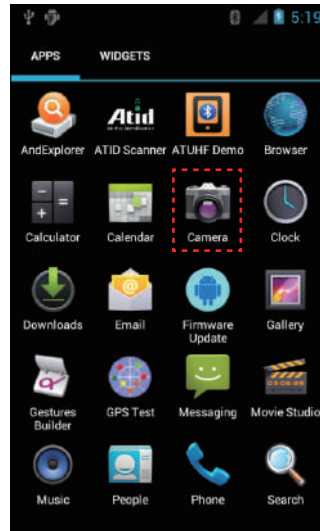 5:19
APPS WIDGETS
Atid
AndExplorer ATID Scanner ATUHF Demo Browser
Calculator Calendar Camera Clock
Downloads Email Firmware Update Gallery
Gestures Builder GPS Test Messaging Movie Studio
Music People Phone Search